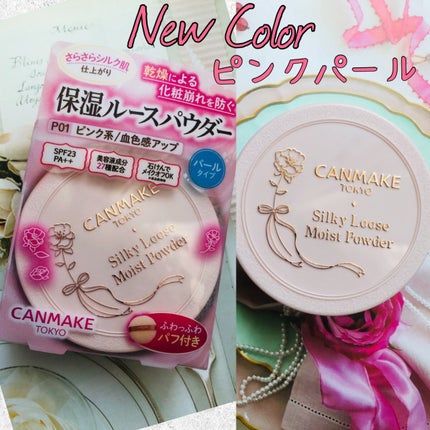 New Color
ピンクパール
さらさらシルク肌
仕上がり
乾燥による
化粧崩れを防ぐ
保湿ルースパウダー
P01 ピンク系/血色感アップ
SPF23
PA++
美容液成分
27種配合
石けんで
メイクオフOK
パール
タイプ
CANMAKE
TOKYO
Silky Loose
Moist Powder
CANMAKE
TOKYO
ふわっふわ
パフ付き
CANMAKE
TOKYO
Silky Loose
Moist Powder